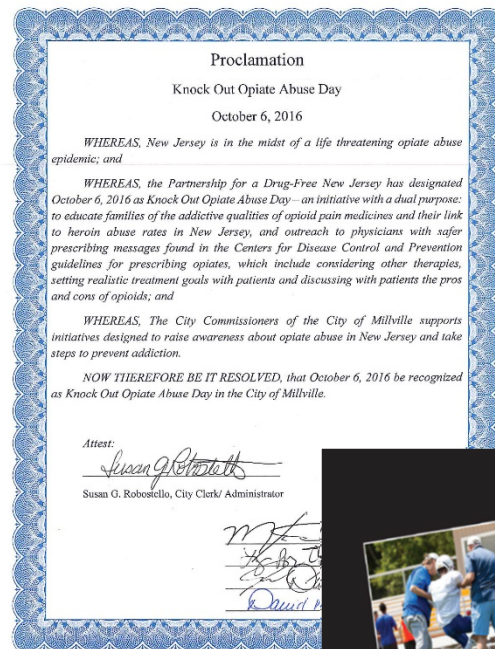 Proclamation
Knock Out Opiate Abuse Day
October 6, 2016
WHEREAS, New Jersey is in the midst of a life threatening opiate abuse
epidemic; and
WHEREAS, the Partnership for a Drug-Free New Jersey has designated
October 6, 2016 as Knock Out Opiate Abuse Day – an initiative with a dual purpose:
to educate families of the addictive qualities of opioid pain medicines and their link
to heroin abuse rates in New Jersey, and outreach to physicians with safer
prescribing messages found in the Centers for Disease Control and Prevention
guidelines for prescribing opiates, which include considering other therapies,
setting realistic treatment goals with patients and discussing with patients the pros
and cons of opioids; and
WHEREAS, The City Commissioners of the City of Millville supports
initiatives designed to raise awareness about opiate abuse in New Jersey and take
steps to prevent addiction.
NOW THEREFORE BE IT RESOLVED, that October 6, 2016 be recognized
as Knock Out Opiate Abuse Day in the City of Millville.
Attest:
Susan G. Robostello
Susan G. Robostello, City Clerk/ Administrator
David